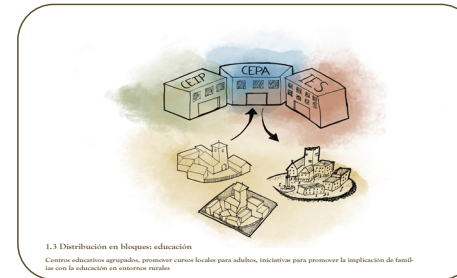 CEIP
CEPA
IES
1.3 Distribución en bloques: educación
Centros educativos agrupados, promover cursos locales para adultos, iniciativas para promover la implicación de famil-
ias con la educación en entornos rurales